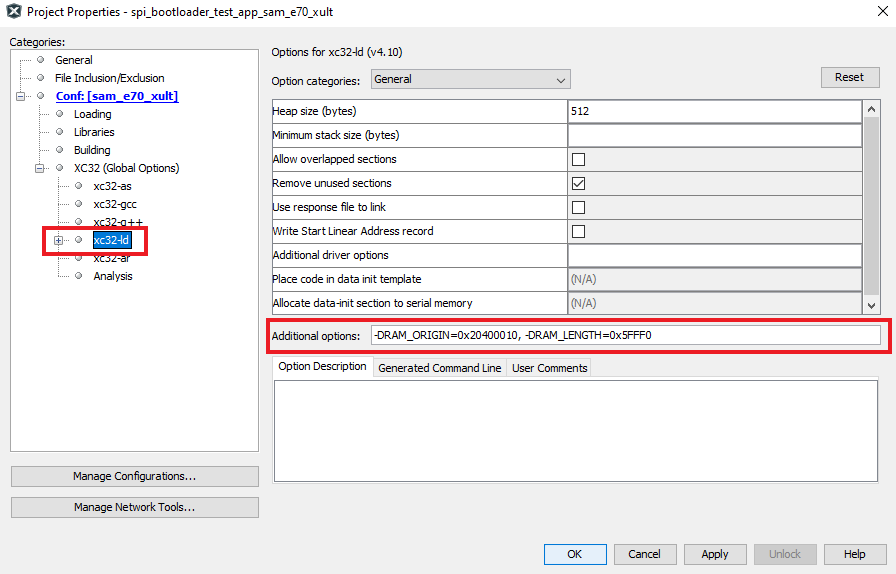 Project Properties - spi_bootloader_test_app_sam_e70_xult
Categories:
General
File Inclusion/Exclusion
Conf: [sam_e70_xult]
Loading
Libraries
Building
XC32 (Global Options)
xc32-as
xc32-gcc
xc32-g++
xc32-ld
xc32-ar
Analysis
Manage Configurations...
Manage Network Tools...
Options for xc32-ld (v4.10)
Option categories: General Reset
Heap size (bytes) 512
Minimum stack size (bytes)
Allow overlapped sections
Remove unused sections
Use response file to link
Write Start Linear Address record
Additional driver options
Place code in data init template (N/A)
Allocate data-init section to serial memory (N/A)
Additional options: -DRAM_ORIGIN=0x20400010, -DRAM_LENGTH=0x5FFF0
Option Description Generated Command Line User Comments
OK Cancel Apply Unlock Help